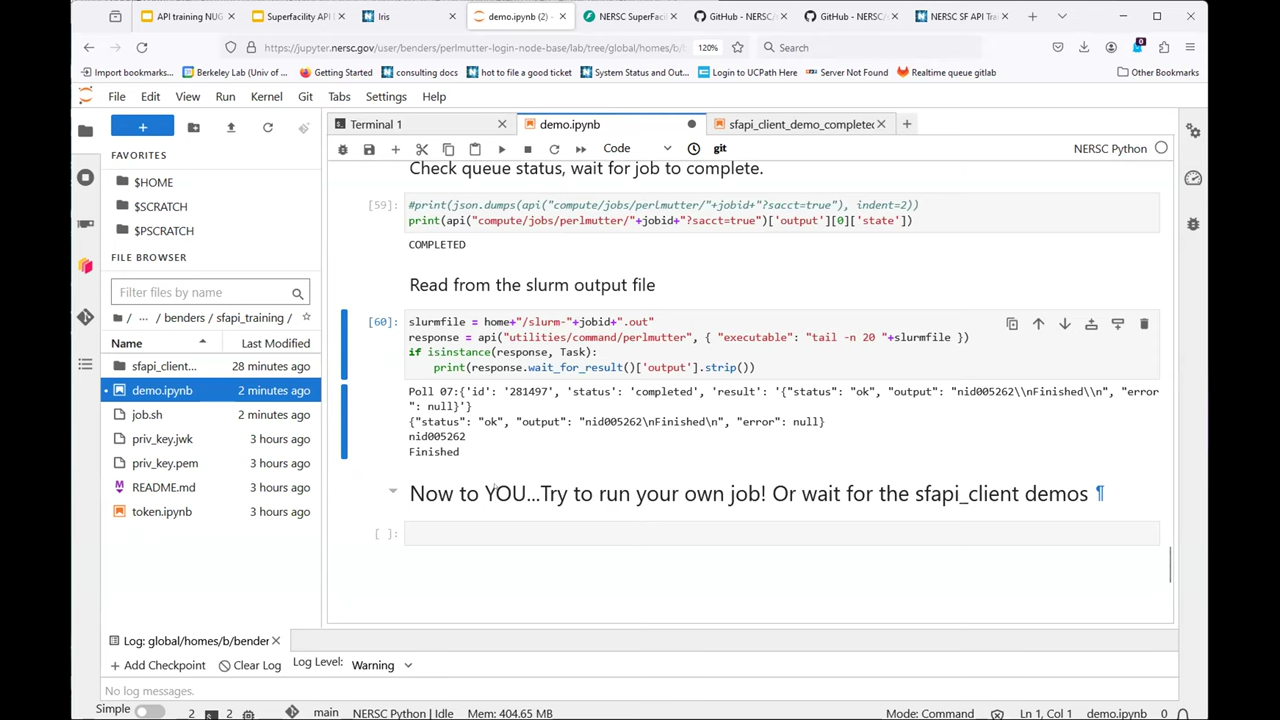 API training NUG
Superfacility API D
Iris
demo.ipynb (2) -
NERSC SuperFacil
GitHub - NERSC/
GitHub - NERSC/
NERSC SF API Tra
https://jupyter.nersc.gov/user/benders/perlmutter-login-node-base/lab/tree/global/homes/b/
120%
Search
Import bookmarks...
Berkeley Lab (Univ of ...
Getting Started
consulting docs
hot to file a good ticket
System Status and Out...
Login to UCPath Here
Server Not Found
Realtime queue gitlab
Other Bookmarks
File
Edit
View
Run
Kernel
Git
Tabs
Settings
Help
Terminal 1
demo.ipynb
sfapi_client_demo_completec
Code
git
NERSC Python
FAVORITES
$HOME
$SCRATCH
$PSCRATCH
FILE BROWSER
Filter files by name
/ ... / benders / sfapi_training /
Name
Last Modified
sfapi_client...
28 minutes ago
demo.ipynb
2 minutes ago
job.sh
2 minutes ago
priv_key.jwk
3 hours ago
priv_key.pem
3 hours ago
README.md
3 hours ago
token.ipynb
3 hours ago
Check queue status, wait for job to complete.
[59]:
#print(json.dumps(api("compute/jobs/perlmutter/"+jobid+"?sacct=true"), indent=2))
print(api("compute/jobs/perlmutter/"+jobid+"?sacct=true")['output'][0]['state'])
COMPLETED
Read from the slurm output file
[60]:
slurmfile = home+"/slurm-"+jobid+".out"
response = api("utilities/command/perlmutter", { "executable": "tail -n 20 "+slurmfile })
if isinstance(response, Task):
print(response.wait_for_result()['output'].strip())
Poll 07:{'id': '281497', 'status': 'completed', 'result': '{"status": "ok", "output": "nid005262\\nFinished\\n", "error
": null}'}
{"status": "ok", "output": "nid005262\nFinished\n", "error": null}
nid005262
Finished
Now to YOU...Try to run your own job! Or wait for the sfapi_client demos ¶
[ ]:
Log: global/homes/b/bender
+ Add Checkpoint
Clear Log
Log Level:
Warning
No log messages.
Simple
2
2
main
NERSC Python | Idle
Mem: 404.65 MB
Mode: Command
Ln 1, Col 1
demo.ipynb
0